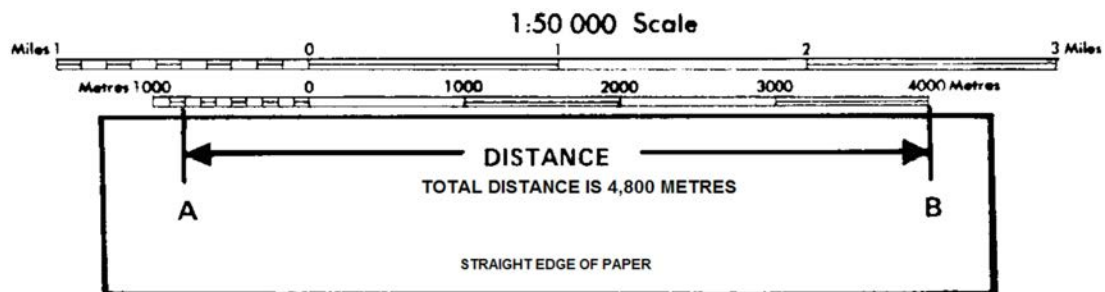 1:50 000 Scale
Miles 1 0 1 2 3 Miles
Metres 1000 0 1000 2000 3000 4000 Metres
DISTANCE
TOTAL DISTANCE IS 4,800 METRES
A B
STRAIGHT EDGE OF PAPER